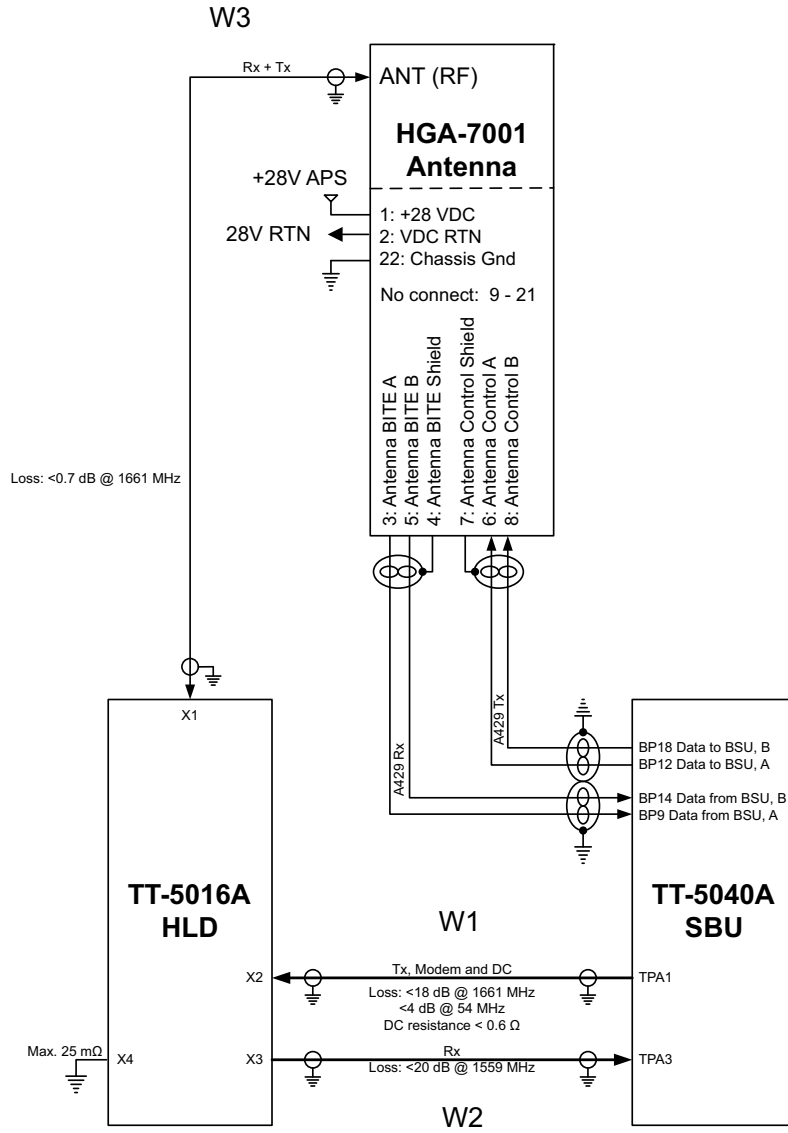 W3
Rx + Tx
ANT (RF)
HGA-7001
Antenna
+28V APS
1: +28 VDC
28V RTN
2: VDC RTN
22: Chassis Gnd
No connect: 9 - 21
3: Antenna BITE A
5: Antenna BITE B
4: Antenna BITE Shield
7: Antenna Control Shield
6: Antenna Control A
8: Antenna Control B
Loss: <0.7 dB @ 1661 MHz
A429 Rx
A429 Tx
X1
BP18 Data to BSU, B
BP12 Data to BSU, A
BP14 Data from BSU, B
BP9 Data from BSU, A
TT-5016A
HLD
TT-5040A
SBU
W1
X2
Tx, Modem and DC
TPA1
Loss: <18 dB @ 1661 MHz
<4 dB @ 54 MHz
DC resistance < 0.6 Ω
Max. 25 mΩ
X4
X3
Rx
TPA3
Loss: <20 dB @ 1559 MHz
W2